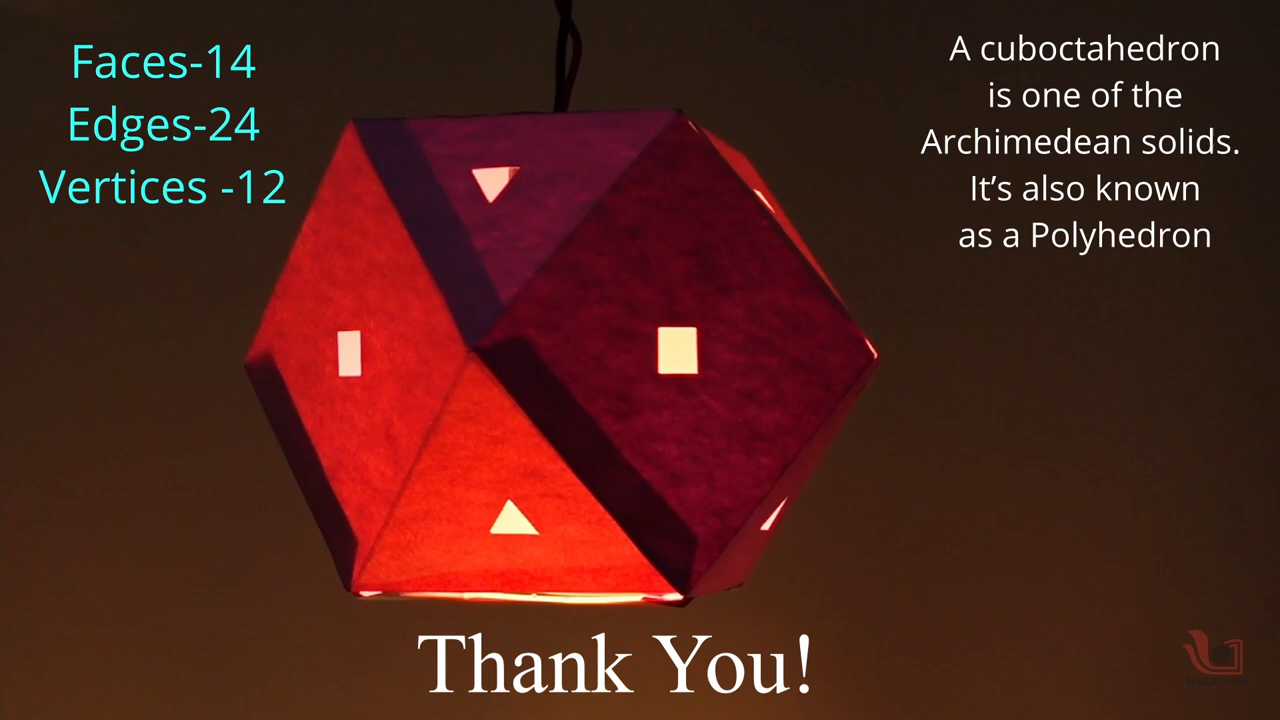 Faces-14
Edges-24
Vertices -12
A cuboctahedron
is one of the
Archimedean solids.
It’s also known
as a Polyhedron
Thank You!